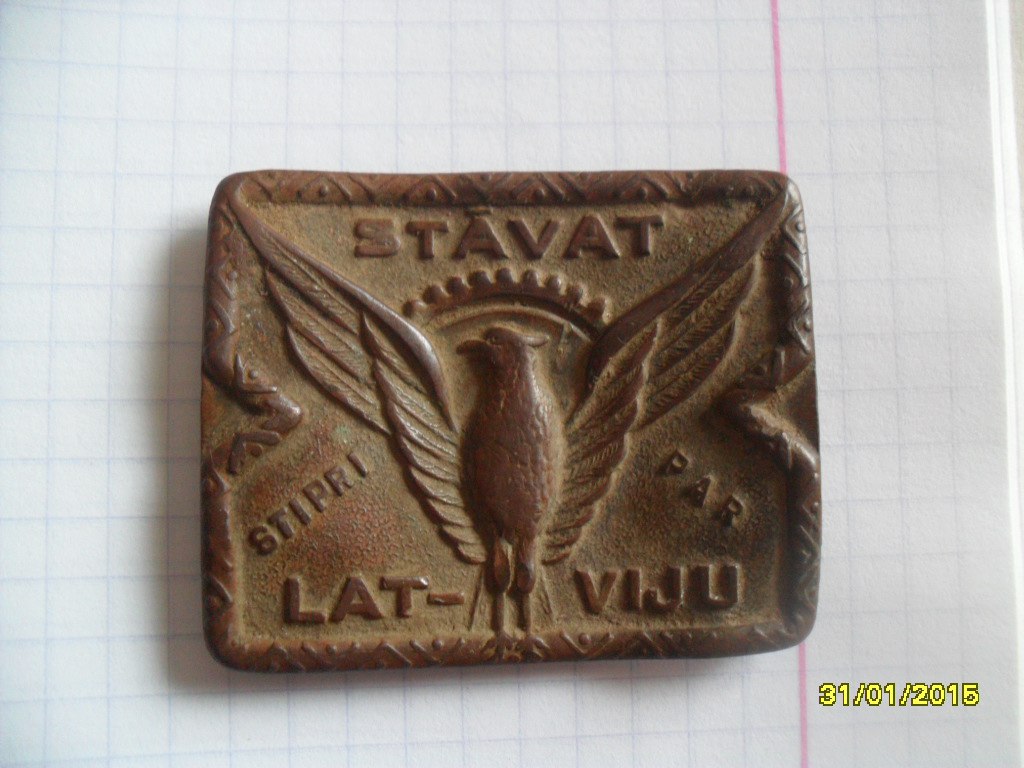 STĀVAT
STIPRI PAR
LAT- VIJU
31/01/2015